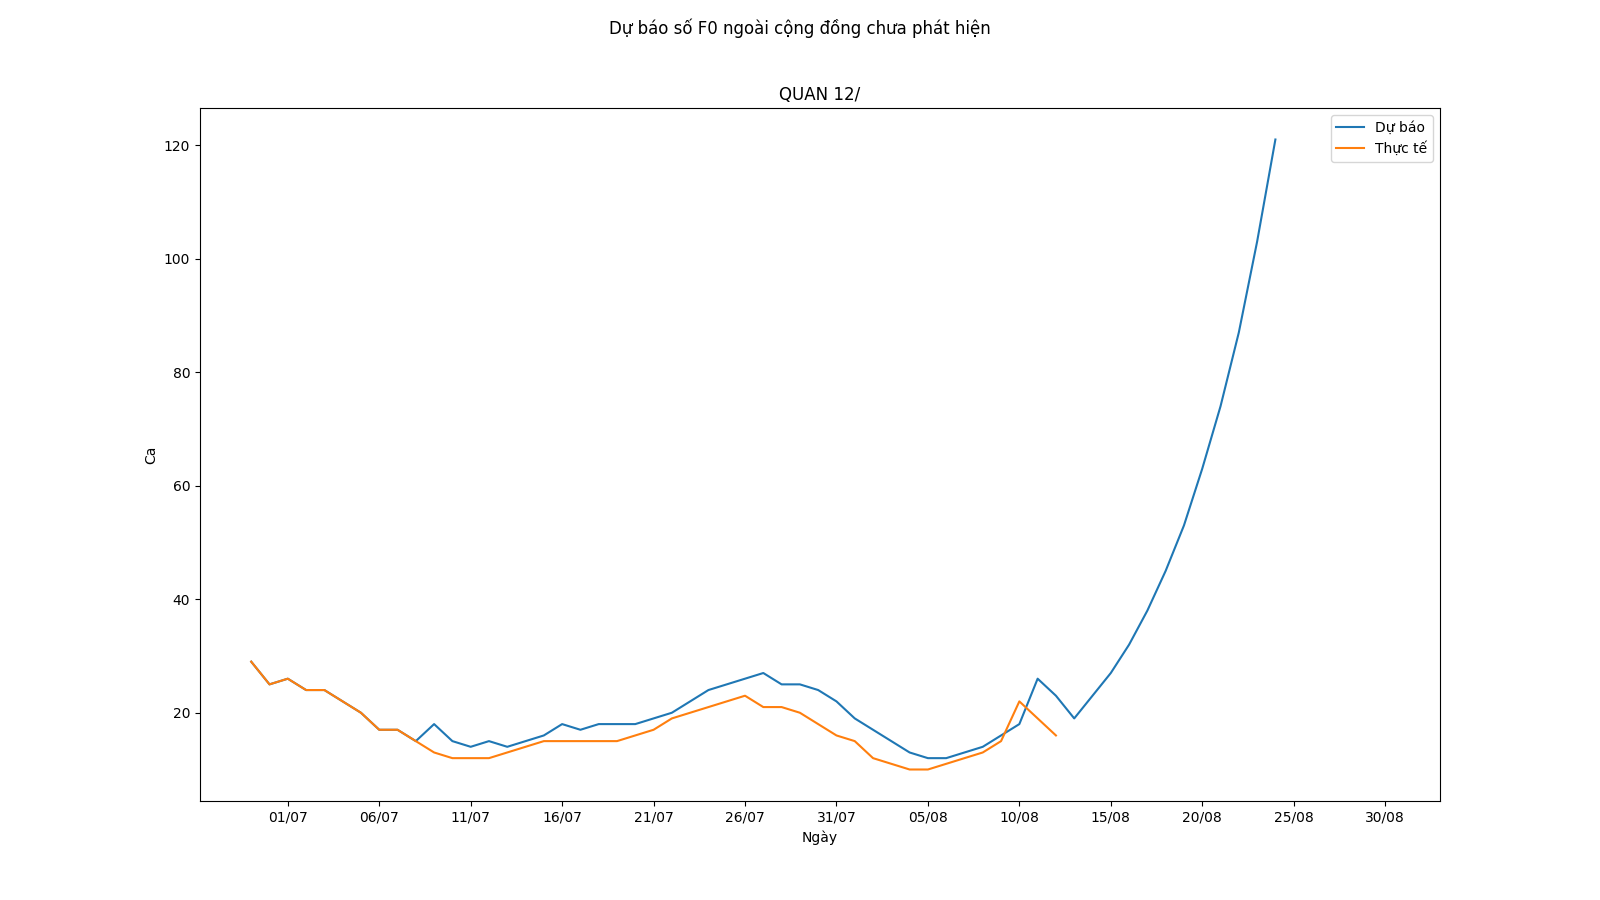 Dự báo số F0 ngoài cộng đồng chưa phát hiện
QUAN 12/
Dự báo
Thực tế
120
100
80
60
40
20
Ca
01/07 06/07 11/07 16/07 21/07 26/07 31/07 05/08 10/08 15/08 20/08 25/08 30/08
Ngày